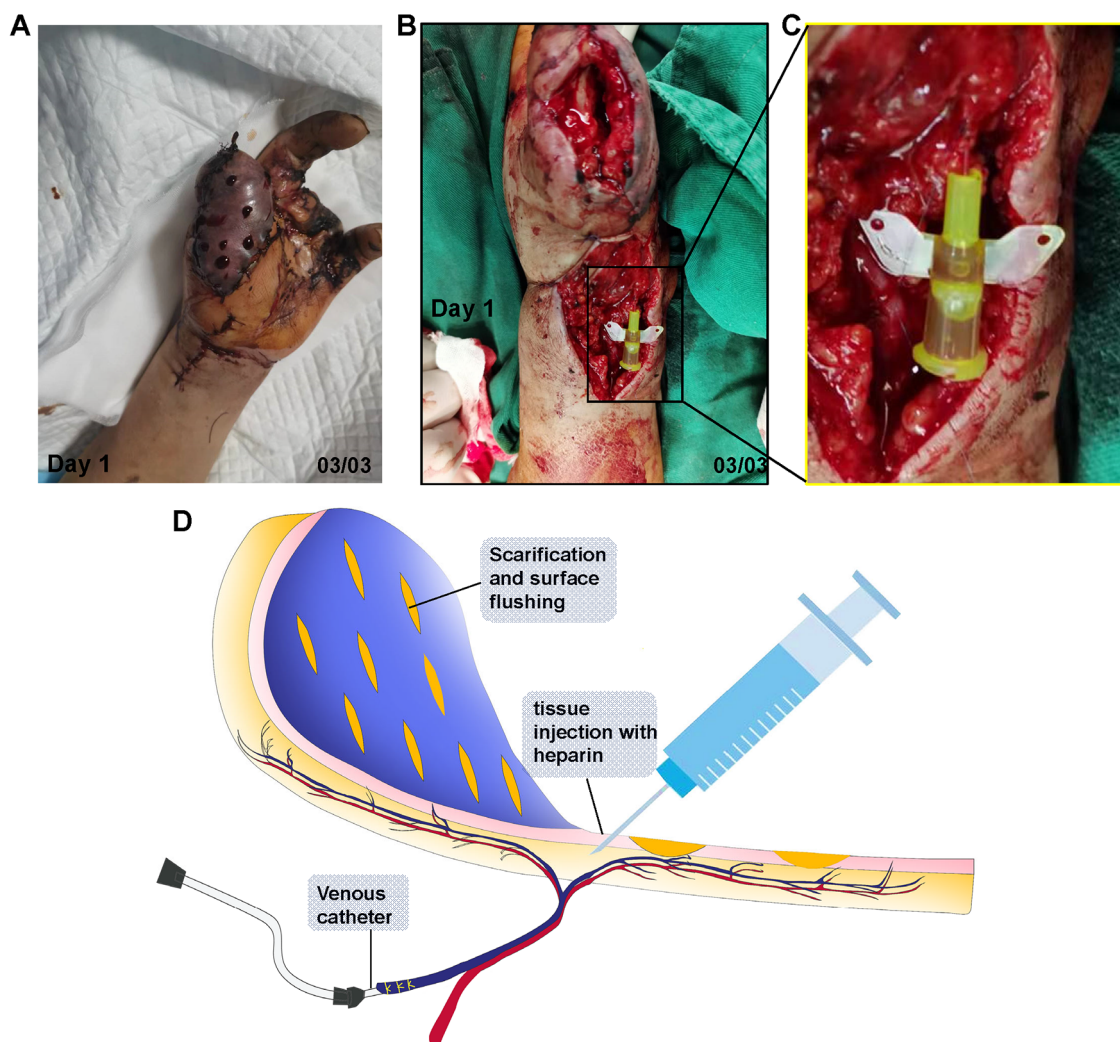 A
B
C
Day 1
03/03
Day 1
03/03
D
Scarification
and surface
flushing
tissue
injection with
heparin
Venous
catheter